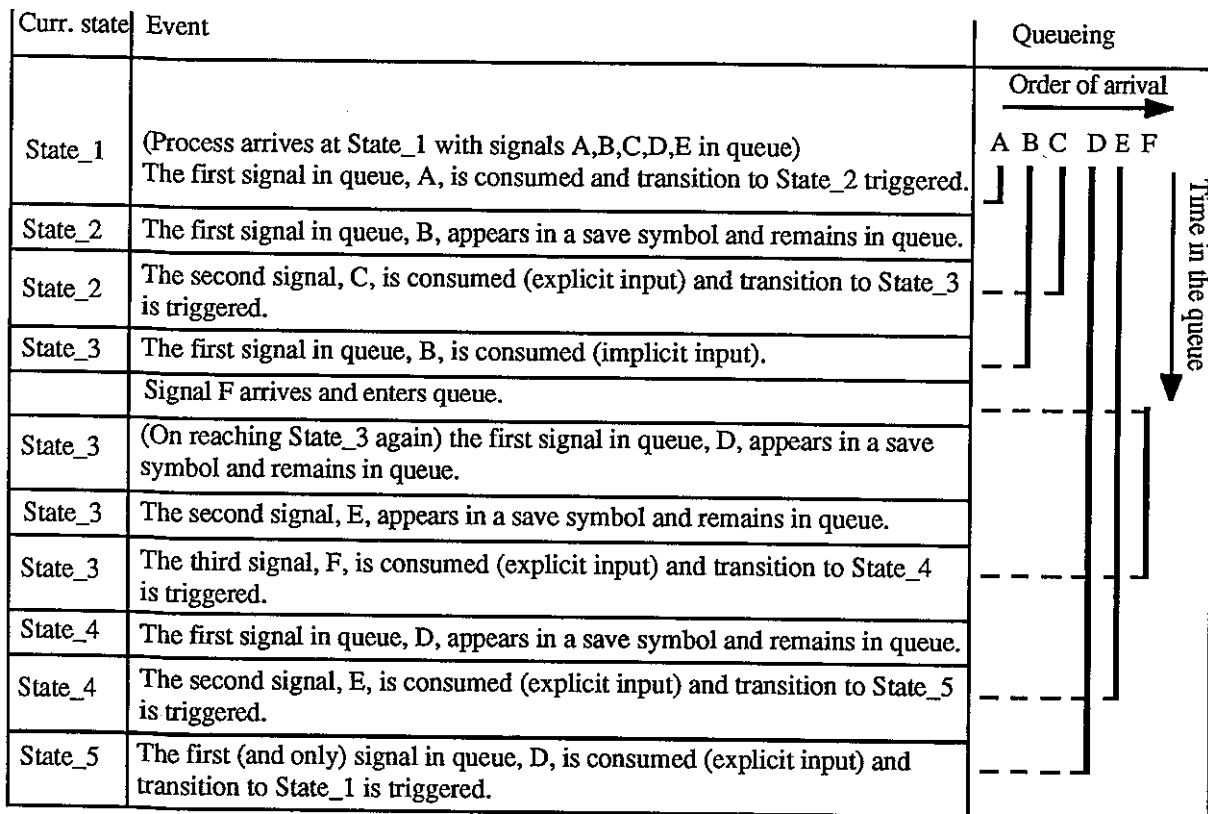 Curr. state Event Queueing
Order of arrival
State_1 (Process arrives at State_1 with signals A,B,C,D,E in queue) A B C D E F
The first signal in queue, A, is consumed and transition to State_2 triggered.
Time in the queue
State_2 The first signal in queue, B, appears in a save symbol and remains in queue.
State_2 The second signal, C, is consumed (explicit input) and transition to State_3
is triggered.
State_3 The first signal in queue, B, is consumed (implicit input).
Signal F arrives and enters queue.
State_3 (On reaching State_3 again) the first signal in queue, D, appears in a save
symbol and remains in queue.
State_3 The second signal, E, appears in a save symbol and remains in queue.
State_3 The third signal, F, is consumed (explicit input) and transition to State_4
is triggered.
State_4 The first signal in queue, D, appears in a save symbol and remains in queue.
State_4 The second signal, E, is consumed (explicit input) and transition to State_5
is triggered.
State_5 The first (and only) signal in queue, D, is consumed (explicit input) and
transition to State_1 is triggered.